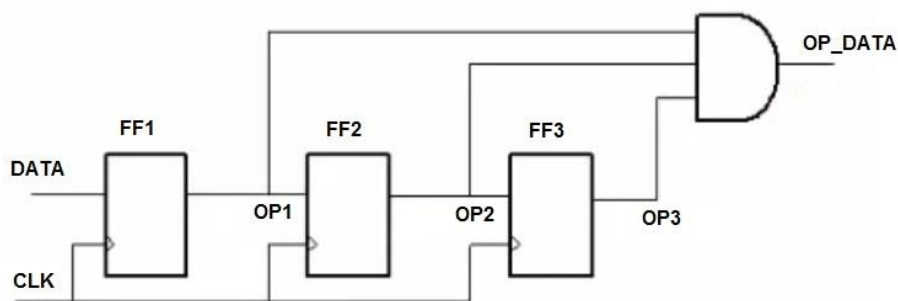 OP_DATA
FF1
FF2
FF3
DATA
OP1
OP2
OP3
CLK